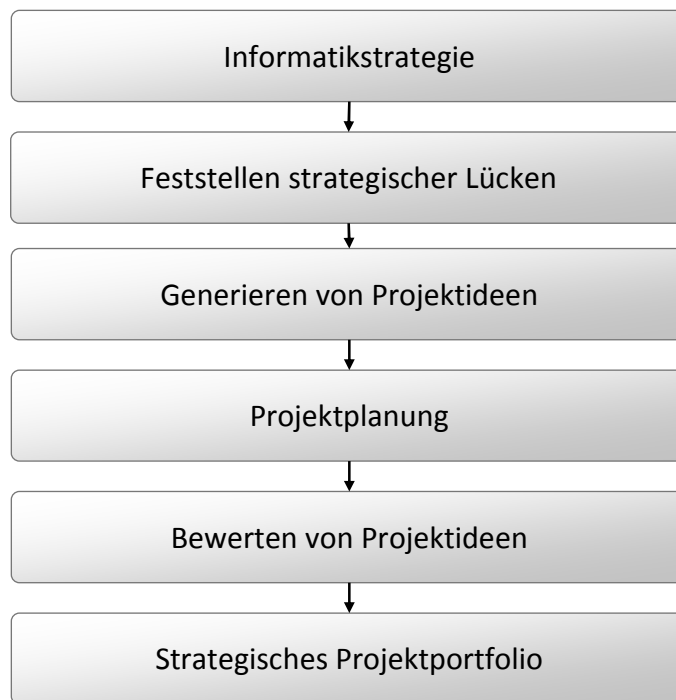 Informatikstrategie
Feststellen strategischer Lücken
Generieren von Projektideen
Projektplanung
Bewerten von Projektideen
Strategisches Projektportfolio